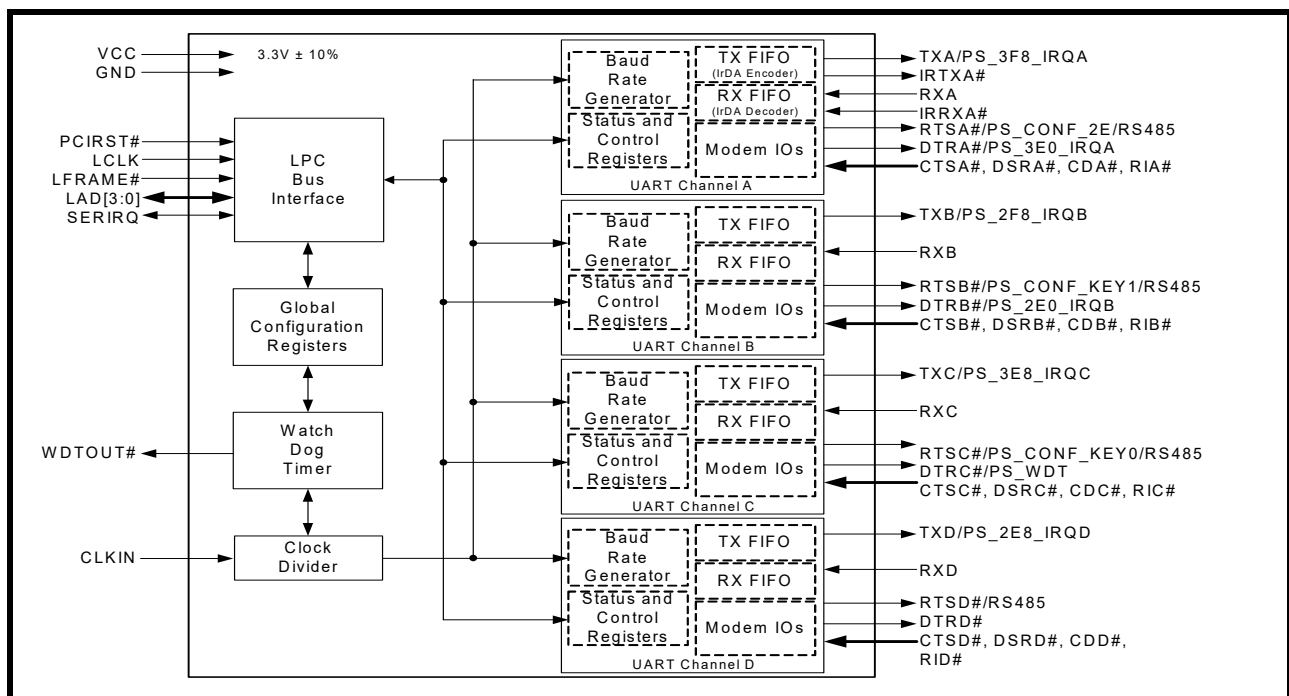 VCC
GND
3.3V ± 10%
PCIRST#
LCLK
LFRAME#
LAD[3:0]
SERIRQ
LPC
Bus
Interface
Global
Configuration
Registers
Watch
Dog
Timer
WDTOUT#
CLKIN
Clock
Divider
Baud
Rate
Generator
Status and
Control
Registers
TX FIFO
(IrDA Encoder)
RX FIFO
(IrDA Decoder)
Modem IOs
UART Channel A
TXA/PS_3F8_IRQA
IRTXA#
RXA
IRRXA#
RTSA#/PS_CONF_2E/RS485
DTRA#/PS_3E0_IRQA
CTSA#, DSRA#, CDA#, RIA#
Baud
Rate
Generator
Status and
Control
Registers
TX FIFO
RX FIFO
Modem IOs
UART Channel B
TXB/PS_2F8_IRQB
RXB
RTSB#/PS_CONF_KEY1/RS485
DTRB#/PS_2E0_IRQB
CTSB#, DSRB#, CDB#, RIB#
Baud
Rate
Generator
Status and
Control
Registers
TX FIFO
RX FIFO
Modem IOs
UART Channel C
TXC/PS_3E8_IRQC
RXC
RTSC#/PS_CONF_KEY0/RS485
DTRC#/PS_WDT
CTSC#, DSRC#, CDC#, RIC#
Baud
Rate
Generator
Status and
Control
Registers
TX FIFO
RX FIFO
Modem IOs
UART Channel D
TXD/PS_2E8_IRQD
RXD
RTSD#/RS485
DTRD#
CTSD#, DSRD#, CDD#,
RID#